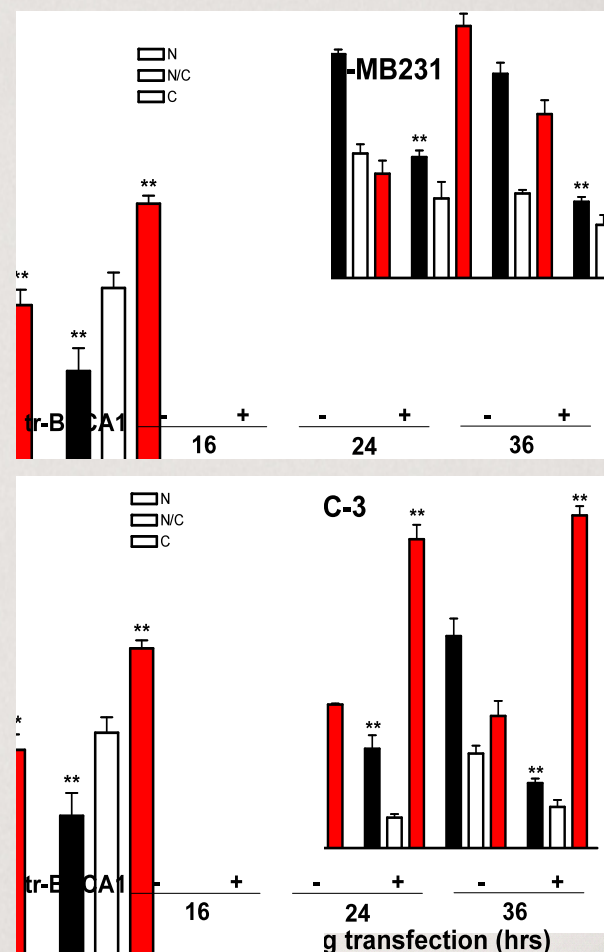 N
N/C
C
-MB231
**
**
**
**
**
- + - + - +
16 24 36
N
N/C
C
C-3
**
**
**
**
**
**
- + - + - +
16 24 36
g transfection (hrs)